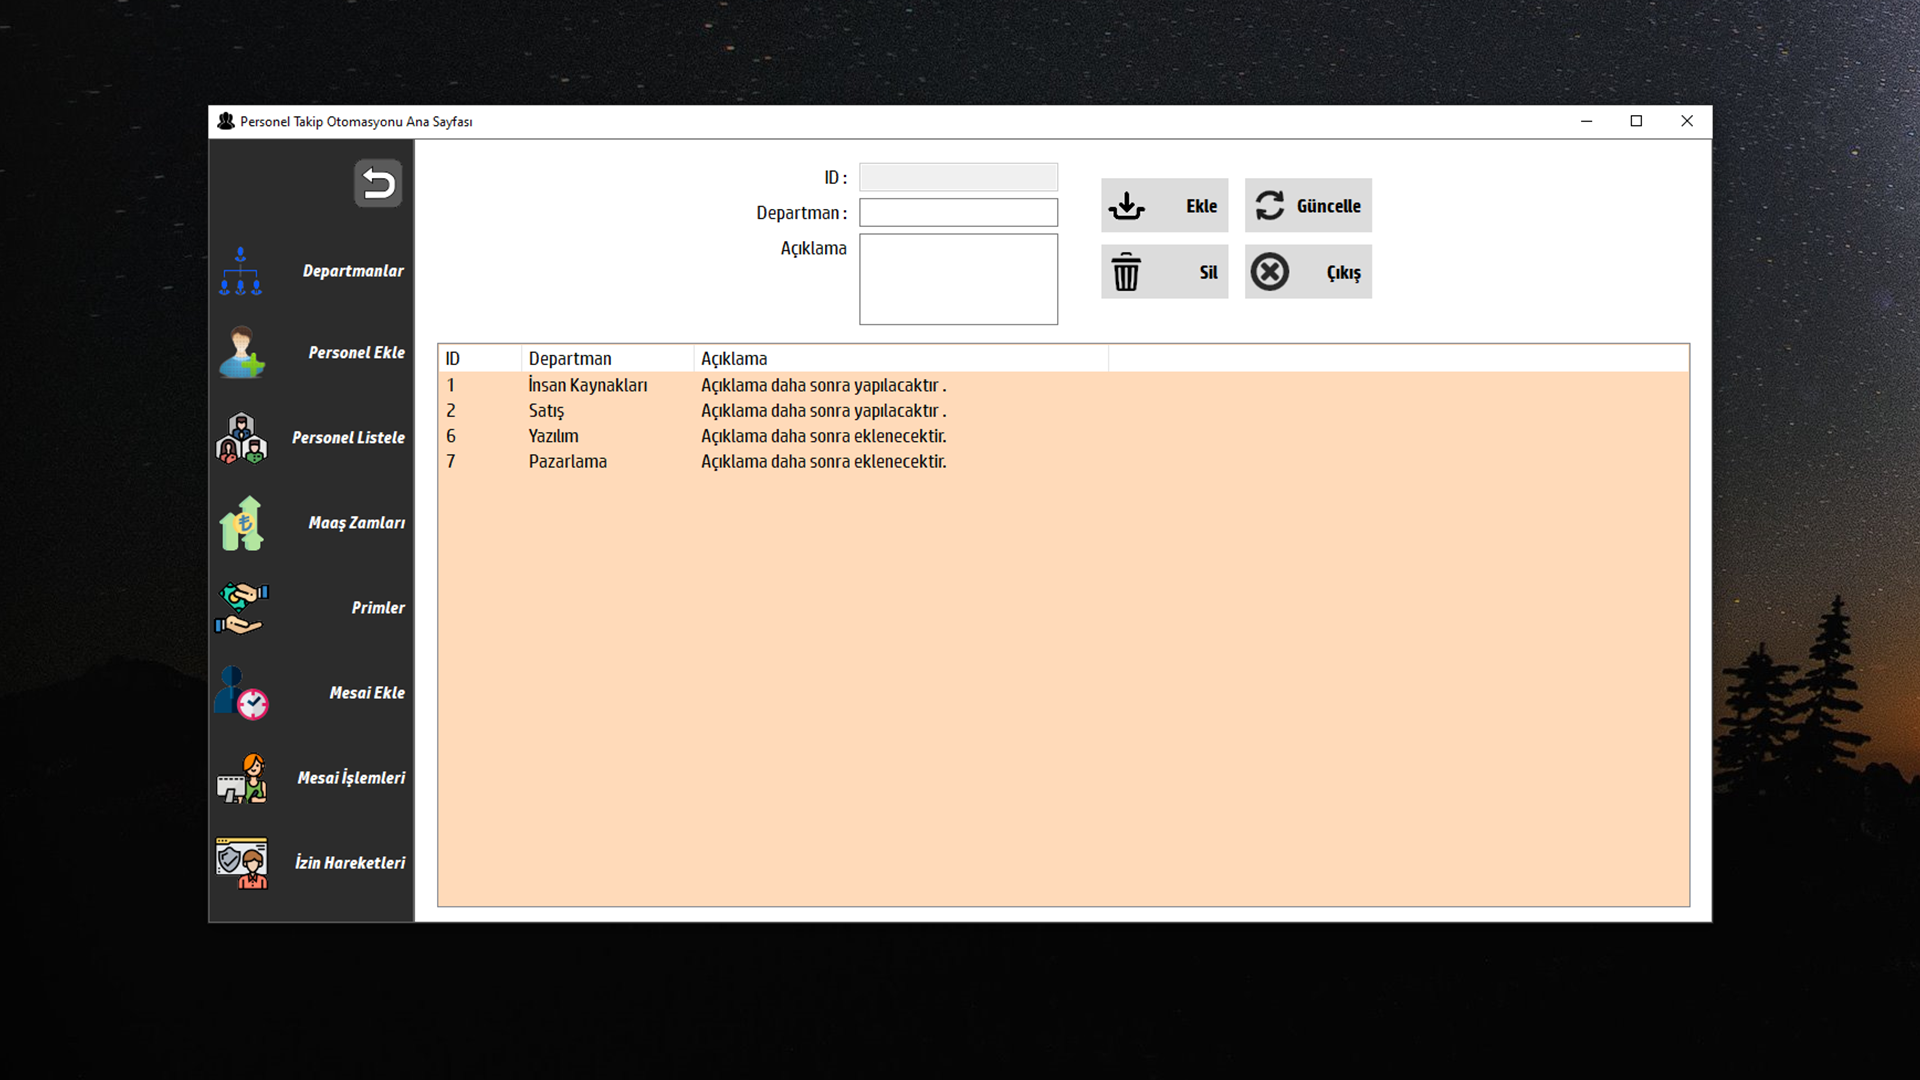 Personel Takip Otomasyonu Ana Sayfası
Departmanlar
Personel Ekle
Personel Listele
Maaş Zamları
Primler
Mesai Ekle
Mesai İşlemleri
İzin Hareketleri
ID :
Departman :
Açıklama
Ekle
Güncelle
Sil
Çıkış
ID Departman Açıklama
1 İnsan Kaynakları Açıklama daha sonra yapılacaktır .
2 Satış Açıklama daha sonra yapılacaktır .
6 Yazılım Açıklama daha sonra eklenecektir.
7 Pazarlama Açıklama daha sonra eklenecektir.